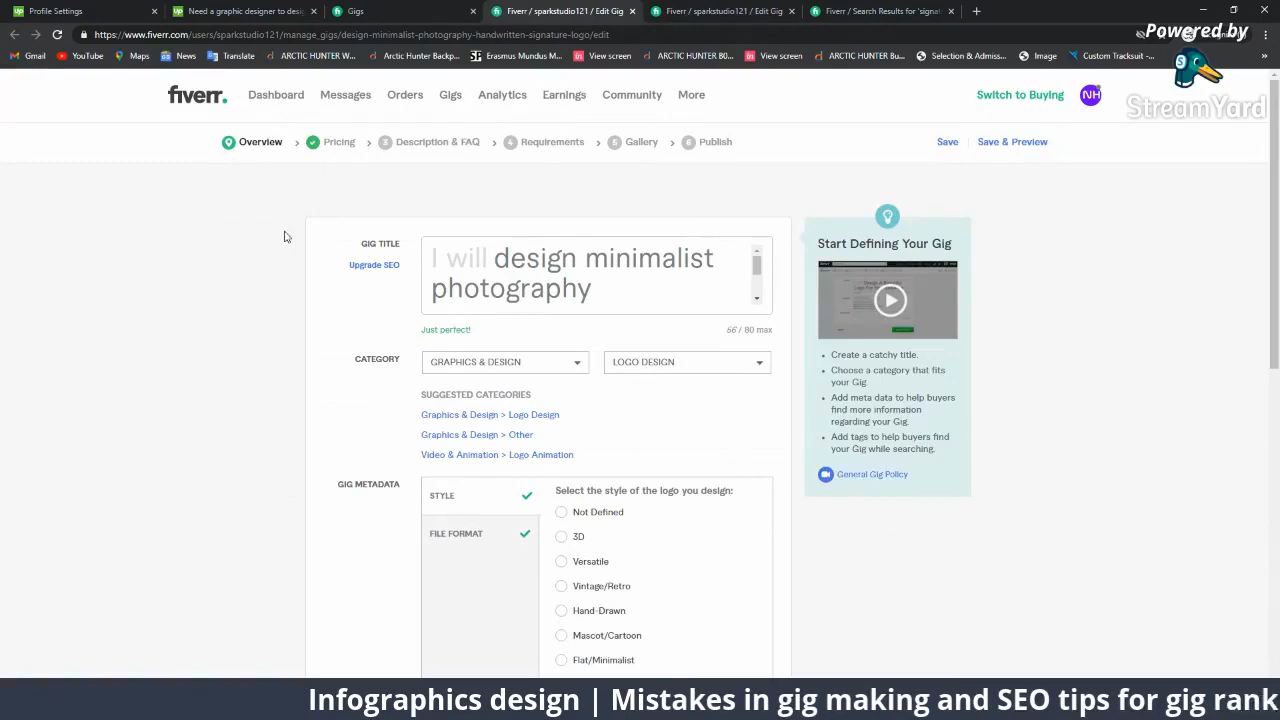 Profile Settings
Need a graphic designer to desig
Gigs
Fiverr / sparkstudio121 / Edit Gig
Fiverr / sparkstudio121 / Edit Gig
Fiverr / Search Results for 'signat
https://www.fiverr.com/users/sparkstudio121/manage_gigs/design-minimalist-photography-handwritten-signature-logo/edit
Powered by
Gmail
YouTube
Maps
News
Translate
ARCTIC HUNTER 10...
Arctic Hunter Backp...
Erasmus Mundus M...
View screen
ARCTIC HUNTER B0...
View screen
ARCTIC HUNTER B0...
Selection & Admiss...
Image
Custom Tracksuit -...
StreamYard
fiverr.
Dashboard
Messages
Orders
Gigs
Analytics
Earnings
Community
More
Switch to Buying
NH
Overview
Pricing
3 Description & FAQ
4 Requirements
5 Gallery
6 Publish
Save
Save & Preview
GIG TITLE
Upgrade SEO
I will design minimalist
photography
Just perfect!
56 / 80 max
CATEGORY
GRAPHICS & DESIGN
LOGO DESIGN
SUGGESTED CATEGORIES
Graphics & Design > Logo Design
Graphics & Design > Other
Video & Animation > Logo Animation
GIG METADATA
STYLE
FILE FORMAT
Select the style of the logo you design:
Not Defined
3D
Versatile
Vintage/Retro
Hand-Drawn
Mascot/Cartoon
Flat/Minimalist
Start Defining Your Gig
Create a catchy title.
Choose a category that fits
your Gig.
Add meta data to help buyers
find more information
regarding your Gig.
Add tags to help buyers find
your Gig while searching.
General Gig Policy
Infographics design | Mistakes in gig making and SEO tips for gig rank